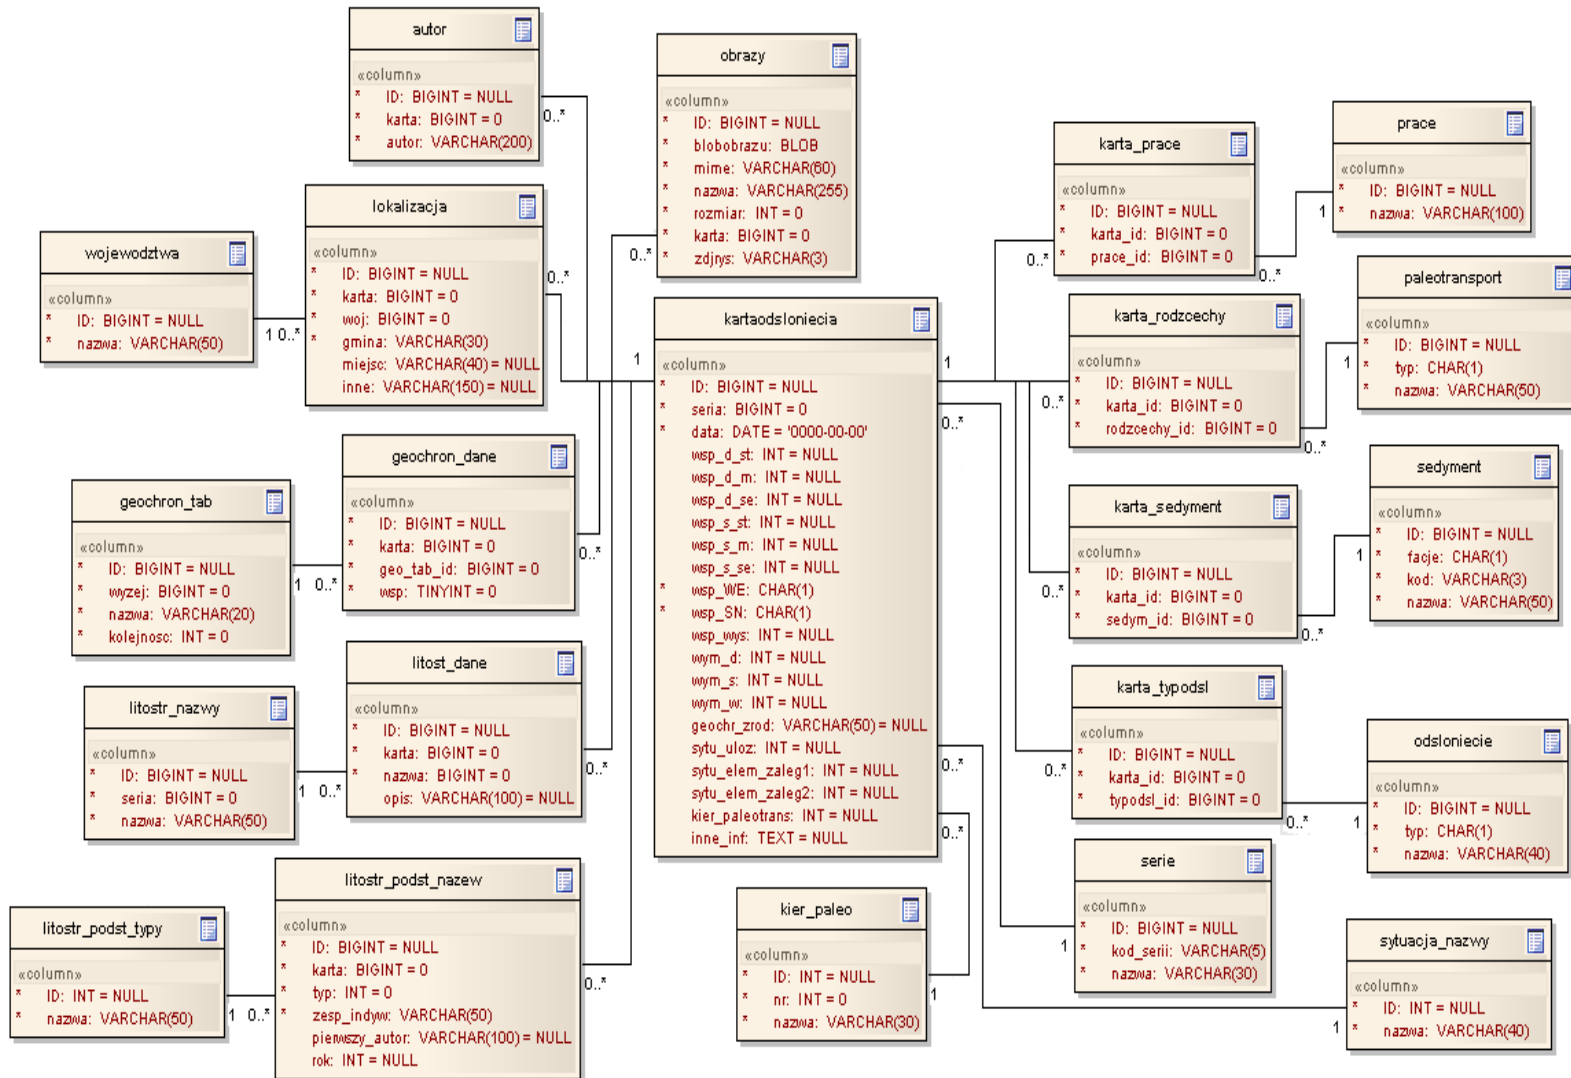 autor
«column»
* ID: BIGINT = NULL
* karta: BIGINT = 0
* autor: VARCHAR(200)
0..*
obrazy
«column»
* ID: BIGINT = NULL
* blobobrazu: BLOB
* mime: VARCHAR(60)
* nazwa: VARCHAR(255)
* rozmiar: INT = 0
* karta: BIGINT = 0
* zdjrys: VARCHAR(3)
0..*
karta_prace
«column»
* ID: BIGINT = NULL
* karta_id: BIGINT = 0
* prace_id: BIGINT = 0
0..*
0..*
prace
«column»
* ID: BIGINT = NULL
* nazwa: VARCHAR(100)
1
wojewodztwa
«column»
* ID: BIGINT = NULL
* nazwa: VARCHAR(50)
1 0..*
lokalizacja
«column»
* ID: BIGINT = NULL
* karta: BIGINT = 0
* woj: BIGINT = 0
* gmina: VARCHAR(30)
miejsc: VARCHAR(40) = NULL
inne: VARCHAR(150) = NULL
0..*
kartaodsloniecia
«column»
* ID: BIGINT = NULL
* seria: BIGINT = 0
* data: DATE = '0000-00-00'
wsp_d_st: INT = NULL
wsp_d_m: INT = NULL
wsp_d_se: INT = NULL
wsp_s_st: INT = NULL
wsp_s_m: INT = NULL
wsp_s_se: INT = NULL
* wsp_WE: CHAR(1)
* wsp_SN: CHAR(1)
wsp_wys: INT = NULL
wym_d: INT = NULL
wym_s: INT = NULL
wym_w: INT = NULL
geochr_zrod: VARCHAR(50) = NULL
sytu_uloz: INT = NULL
sytu_elem_zaleg1: INT = NULL
sytu_elem_zaleg2: INT = NULL
kier_paleotrans: INT = NULL
inne_inf: TEXT = NULL
1
1
0..*
0..*
0..*
karta_rodzcechy
«column»
* ID: BIGINT = NULL
* karta_id: BIGINT = 0
* rodzcechy_id: BIGINT = 0
0..*
0..*
paleotransport
«column»
* ID: BIGINT = NULL
* typ: CHAR(1)
* nazwa: VARCHAR(50)
1
geochron_tab
«column»
* ID: BIGINT = NULL
* wyzej: BIGINT = 0
* nazwa: VARCHAR(20)
* kolejnosc: INT = 0
1 0..*
geochron_dane
«column»
* ID: BIGINT = NULL
* karta: BIGINT = 0
* geo_tab_id: BIGINT = 0
* wsp: TINYINT = 0
0..*
karta_sedyment
«column»
* ID: BIGINT = NULL
* karta_id: BIGINT = 0
* sedym_id: BIGINT = 0
0..*
0..*
sedyment
«column»
* ID: BIGINT = NULL
* facje: CHAR(1)
* kod: VARCHAR(3)
* nazwa: VARCHAR(50)
1
litostr_nazwy
«column»
* ID: BIGINT = NULL
* seria: BIGINT = 0
* nazwa: VARCHAR(50)
1 0..*
litost_dane
«column»
* ID: BIGINT = NULL
* karta: BIGINT = 0
* nazwa: BIGINT = 0
opis: VARCHAR(100) = NULL
0..*
karta_typodsl
«column»
* ID: BIGINT = NULL
* karta_id: BIGINT = 0
* typodsl_id: BIGINT = 0
0..*
0..*
odsloniecie
«column»
* ID: BIGINT = NULL
* typ: CHAR(1)
* nazwa: VARCHAR(40)
1
litostr_podst_typy
«column»
* ID: INT = NULL
* nazwa: VARCHAR(50)
1 0..*
litostr_podst_nazew
«column»
* ID: BIGINT = NULL
* karta: BIGINT = 0
* typ: INT = 0
* zesp_indyw: VARCHAR(50)
pierwszy_autor: VARCHAR(100) = NULL
rok: INT = NULL
0..*
kier_paleo
«column»
* ID: INT = NULL
* nr: INT = 0
* nazwa: VARCHAR(30)
1
serie
«column»
* ID: BIGINT = NULL
* kod_serii: VARCHAR(5)
* nazwa: VARCHAR(30)
1
sytuacja_nazwy
«column»
* ID: INT = NULL
* nazwa: VARCHAR(40)
1